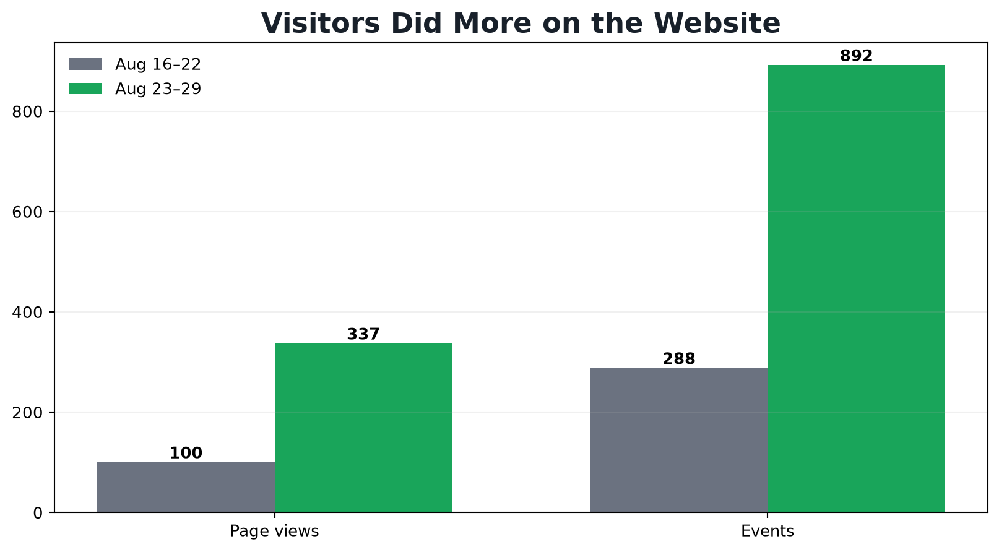 Visitors Did More on the Website
Aug 16–22
Aug 23–29
892
800
600
400
337
288
200
100
0
Page views
Events